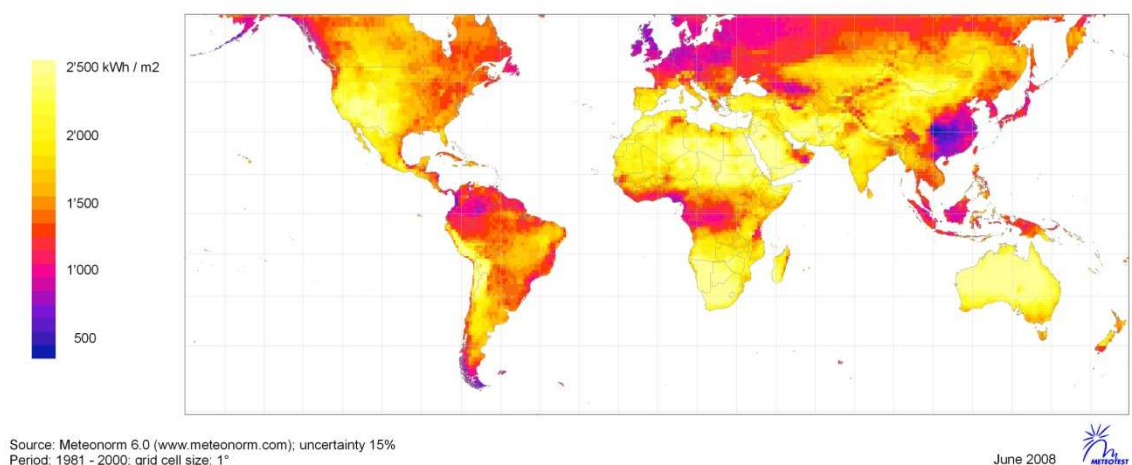 2'500 kWh / m2
2'000
1'500
1'000
500
Source: Meteonorm 6.0 (www.meteonorm.com); uncertainty 15%
Period: 1981 - 2000; grid cell size: 1°
June 2008
METEOTEST